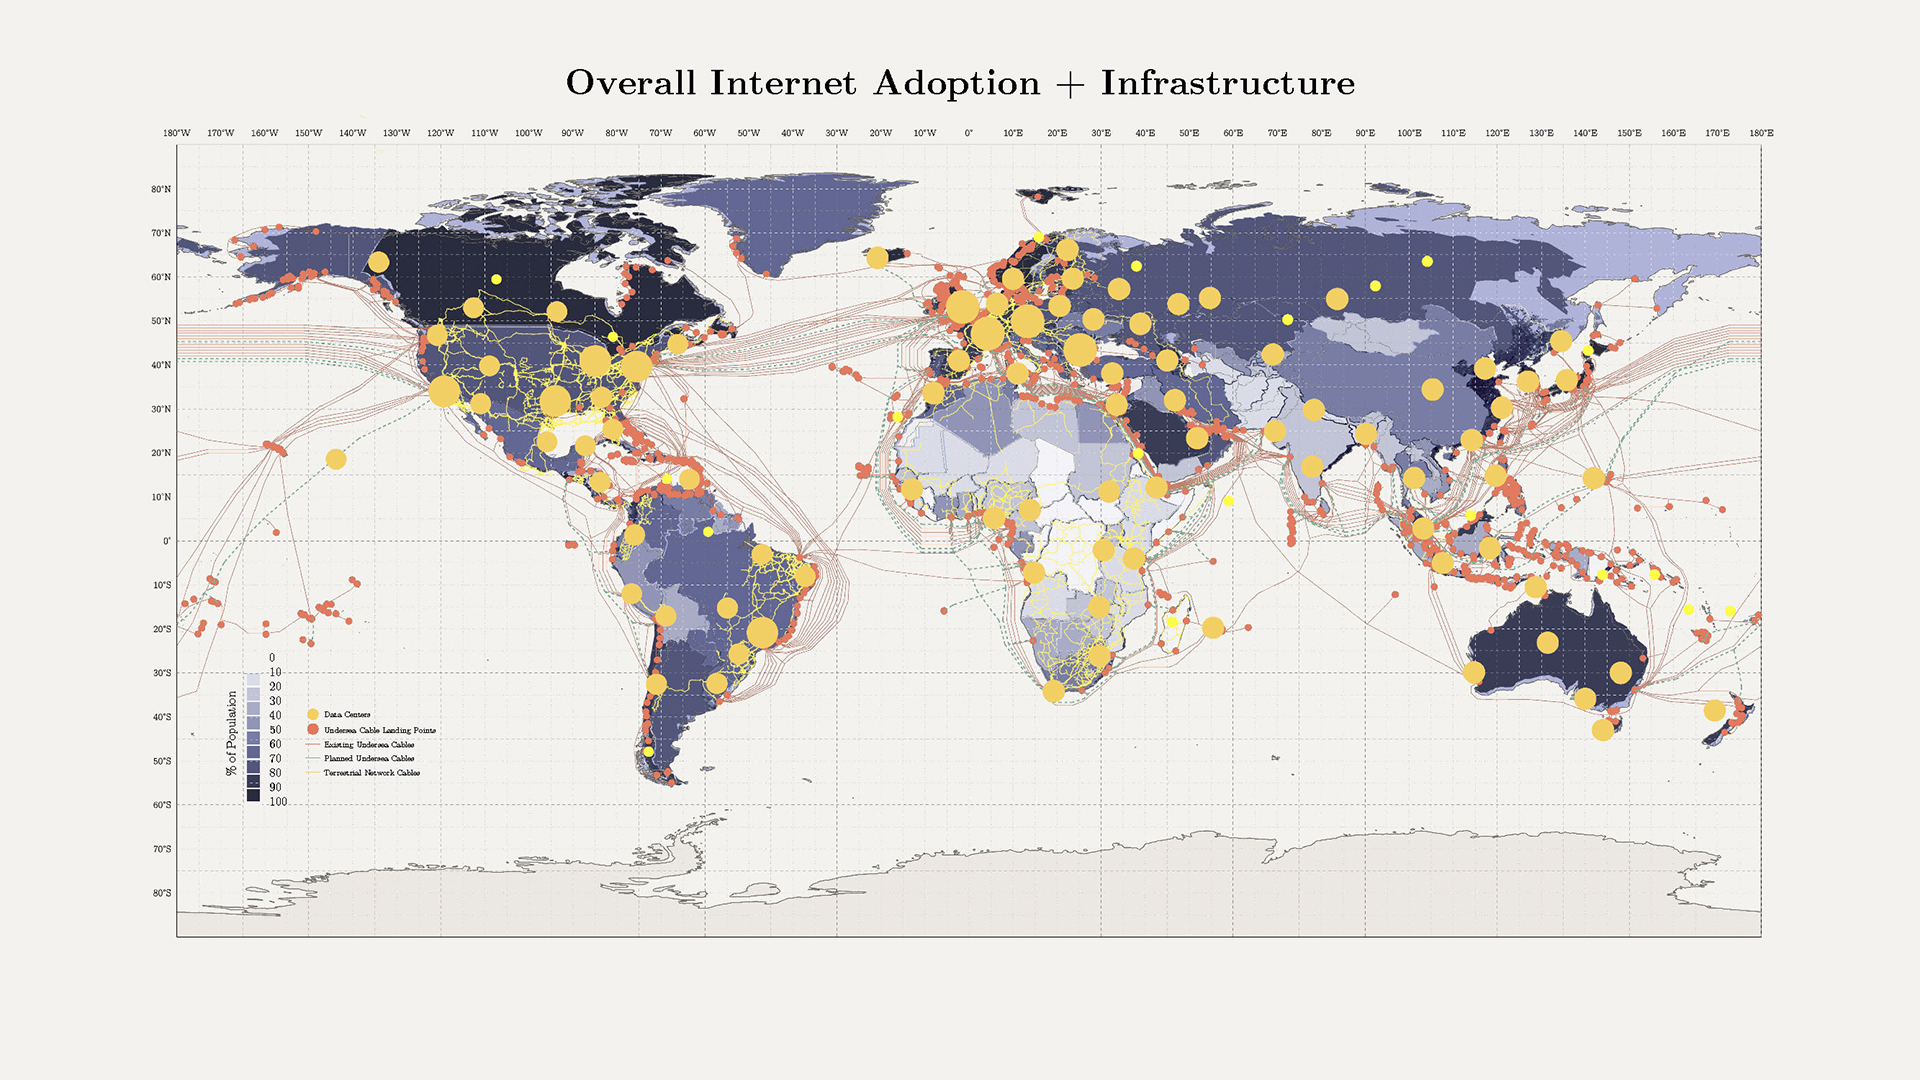 Overall Internet Adoption + Infrastructure
180°W 170°W 160°W 150°W 140°W 130°W 120°W 110°W 100°W 90°W 80°W 70°W 60°W 50°W 40°W 30°W 20°W 10°W 0° 10°E 20°E 30°E 40°E 50°E 60°E 70°E 80°E 90°E 100°E 110°E 120°E 130°E 140°E 150°E 160°E 170°E 180°E
80°N
70°N
60°N
50°N
40°N
30°N
20°N
10°N
0°
10°S
20°S
30°S
40°S
50°S
60°S
70°S
80°S
% of Population
0
10
20
30
40
50
60
70
80
90
100
Data Centers
Undersea Cable Landing Points
Existing Undersea Cables
Planned Undersea Cables
Terrestrial Network Cables